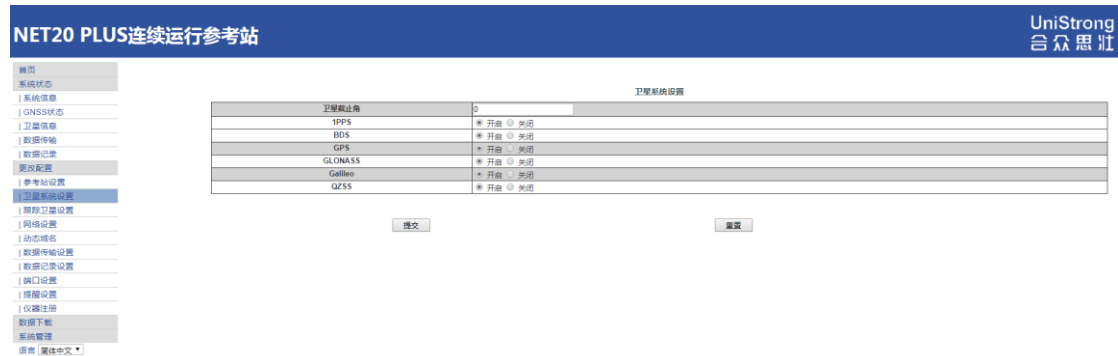 NET20 PLUS连续运行参考站
UniStrong
合众思壮
首页
系统状态
| 系统信息
| GNSS状态
| 卫星信息
| 数据传输
| 数据记录
更改配置
| 参考站设置
| 卫星系统设置
| 跟踪卫星设置
| 网络设置
| 动态域名
| 数据传输设置
| 数据记录设置
| 端口设置
| 提醒设置
| 仪器注册
数据下载
系统管理
语言 简体中文
卫星系统设置
卫星截止角 0
1PPS 开启 关闭
BDS 开启 关闭
GPS 开启 关闭
GLONASS 开启 关闭
Galileo 开启 关闭
QZSS 开启 关闭
提交 重置